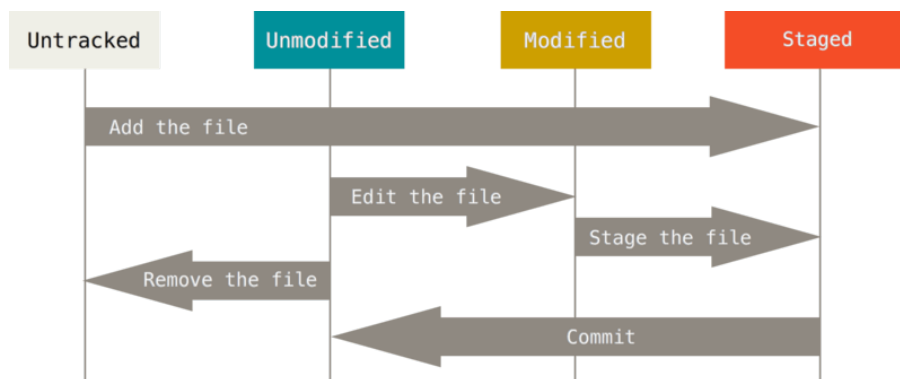 Untracked
Unmodified
Modified
Staged
Add the file
Edit the file
Stage the file
Remove the file
Commit